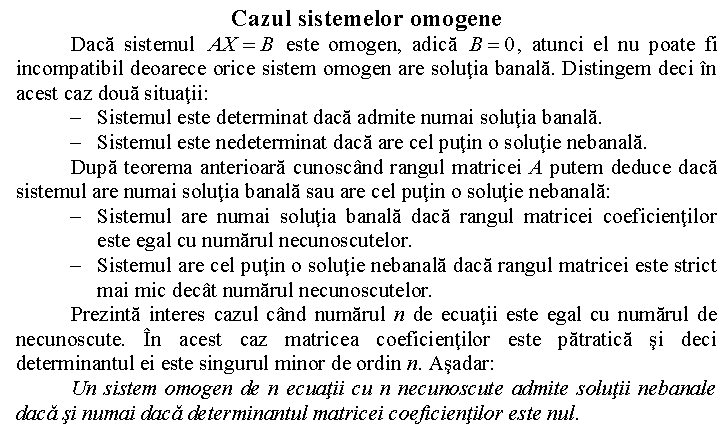 Cazul sistemelor omogene
Dacă sistemul AX = B este omogen, adică B = 0, atunci el nu poate fi
incompatibil deoarece orice sistem omogen are soluţia banală. Distingem deci în
acest caz două situaţii:
– Sistemul este determinat dacă admite numai soluţia banală.
– Sistemul este nedeterminat dacă are cel puţin o soluţie nebanală.
După teorema anterioară cunoscând rangul matricei A putem deduce dacă
sistemul are numai soluţia banală sau are cel puţin o soluţie nebanală:
– Sistemul are numai soluţia banală dacă rangul matricei coeficienţilor
este egal cu numărul necunoscutelor.
– Sistemul are cel puţin o soluţie nebanală dacă rangul matricei este strict
mai mic decât numărul necunoscutelor.
Prezintă interes cazul când numărul n de ecuaţii este egal cu numărul de
necunoscute. În acest caz matricea coeficienţilor este pătratică şi deci
determinantul ei este singurul minor de ordin n. Aşadar:
Un sistem omogen de n ecuaţii cu n necunoscute admite soluţii nebanale
dacă şi numai dacă determinantul matricei coeficienţilor este nul.